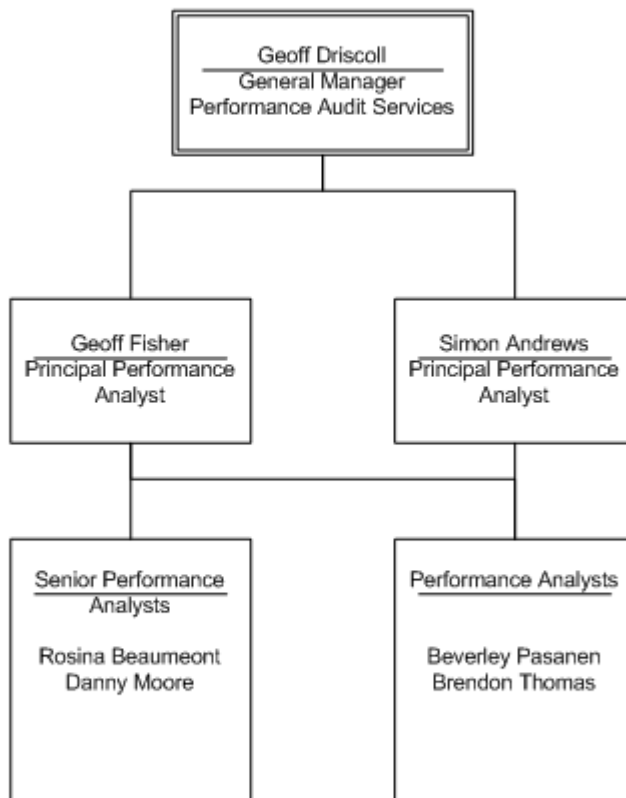 Geoff Driscoll
General Manager
Performance Audit Services
Geoff Fisher
Principal Performance
Analyst
Simon Andrews
Principal Performance
Analyst
Senior Performance
Analysts
Rosina Beaumeont
Danny Moore
Performance Analysts
Beverley Pasanen
Brendon Thomas